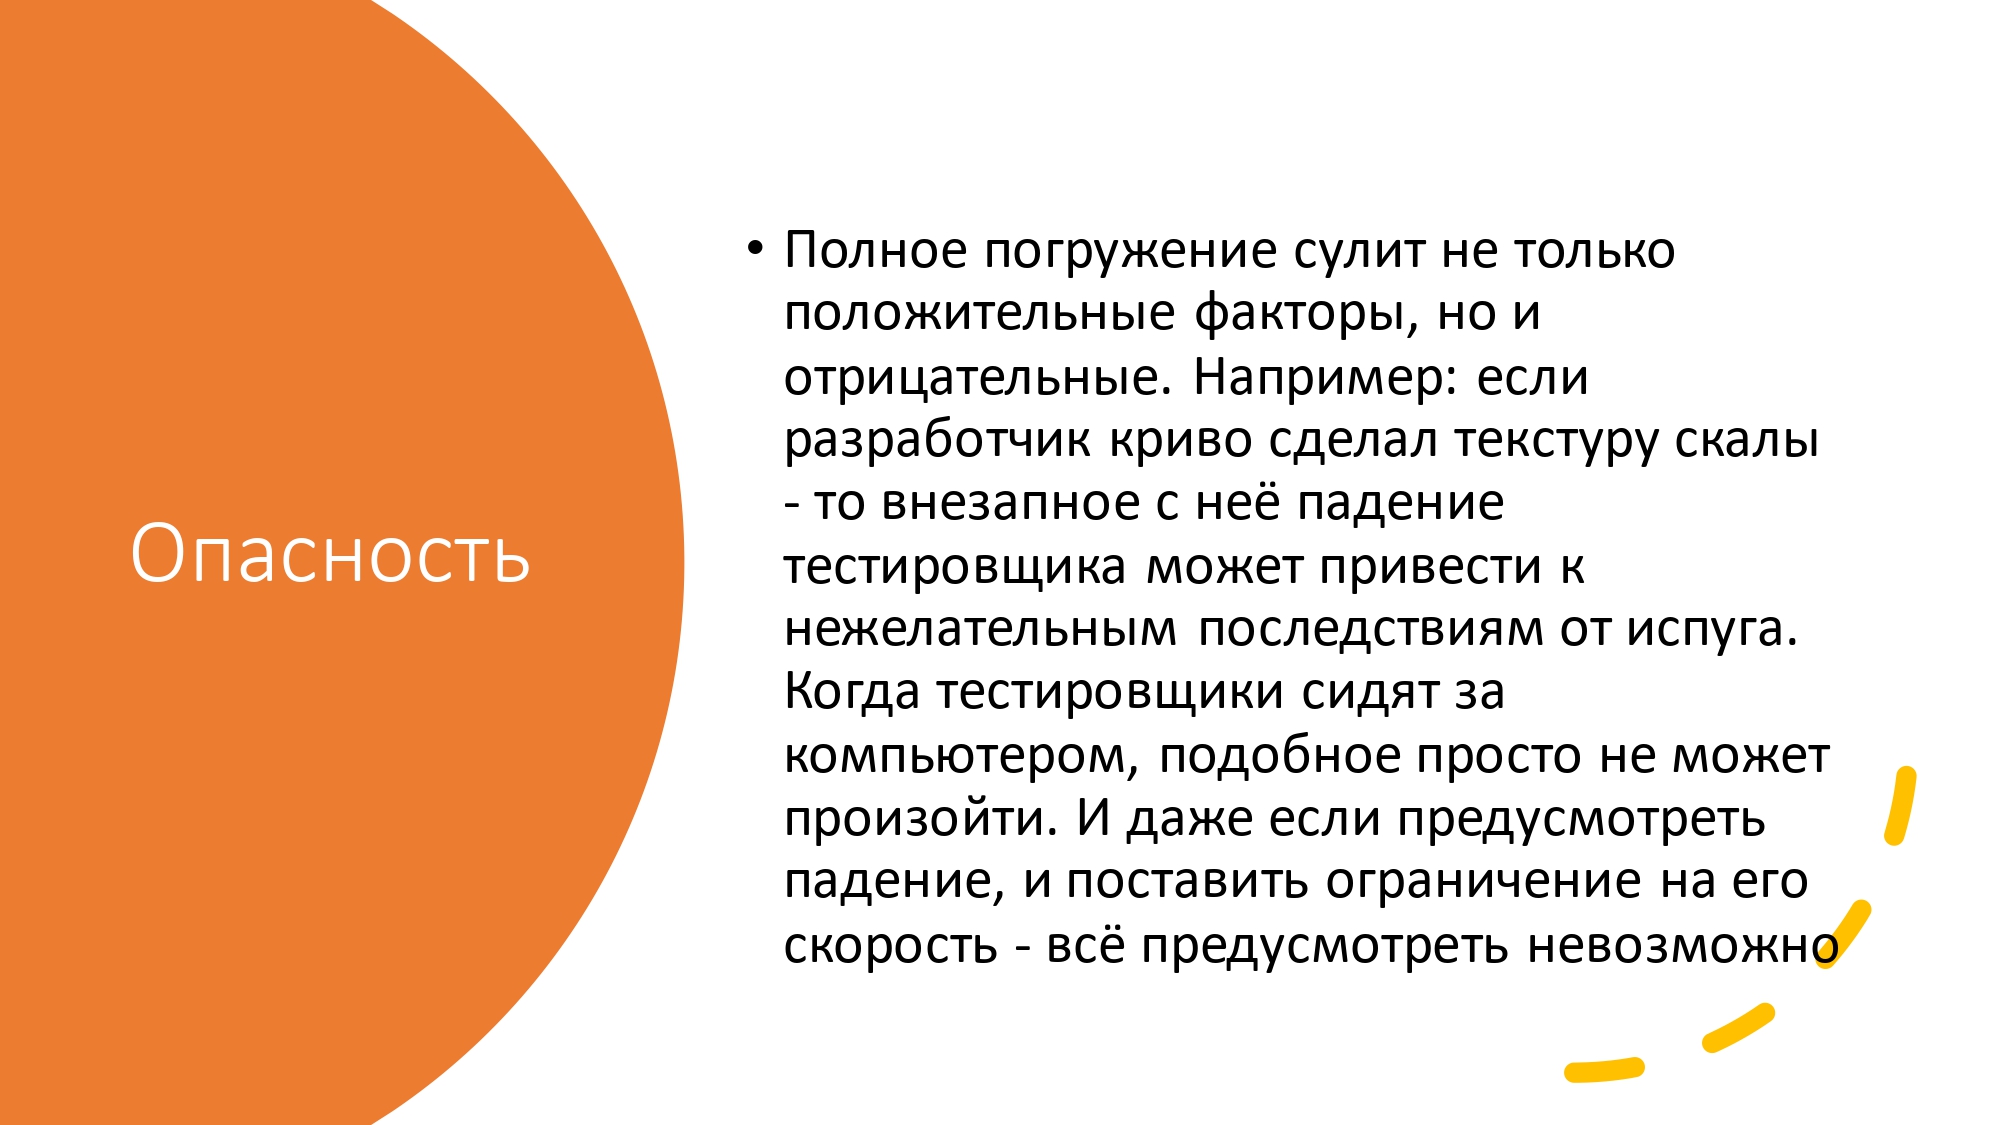 Опасность
• Полное погружение сулит не только
положительные факторы, но и
отрицательные. Например: если
разработчик криво сделал текстуру скалы
- то внезапное с неё падение
тестировщика может привести к
нежелательным последствиям от испуга.
Когда тестировщики сидят за
компьютером, подобное просто не может
произойти. И даже если предусмотреть
падение, и поставить ограничение на его
скорость - всё предусмотреть невозможно